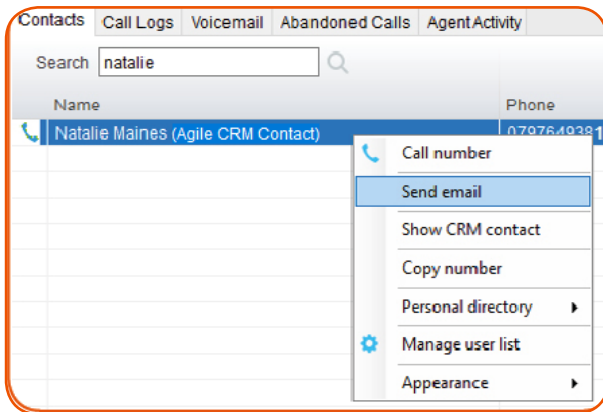 Contacts Call Logs Voicemail Abandoned Calls Agent Activity
Search natalie
Name Phone
Natalie Maines (Agile CRM Contact) 07976493811
Call number
Send email
Show CRM contact
Copy number
Personal directory
Manage user list
Appearance